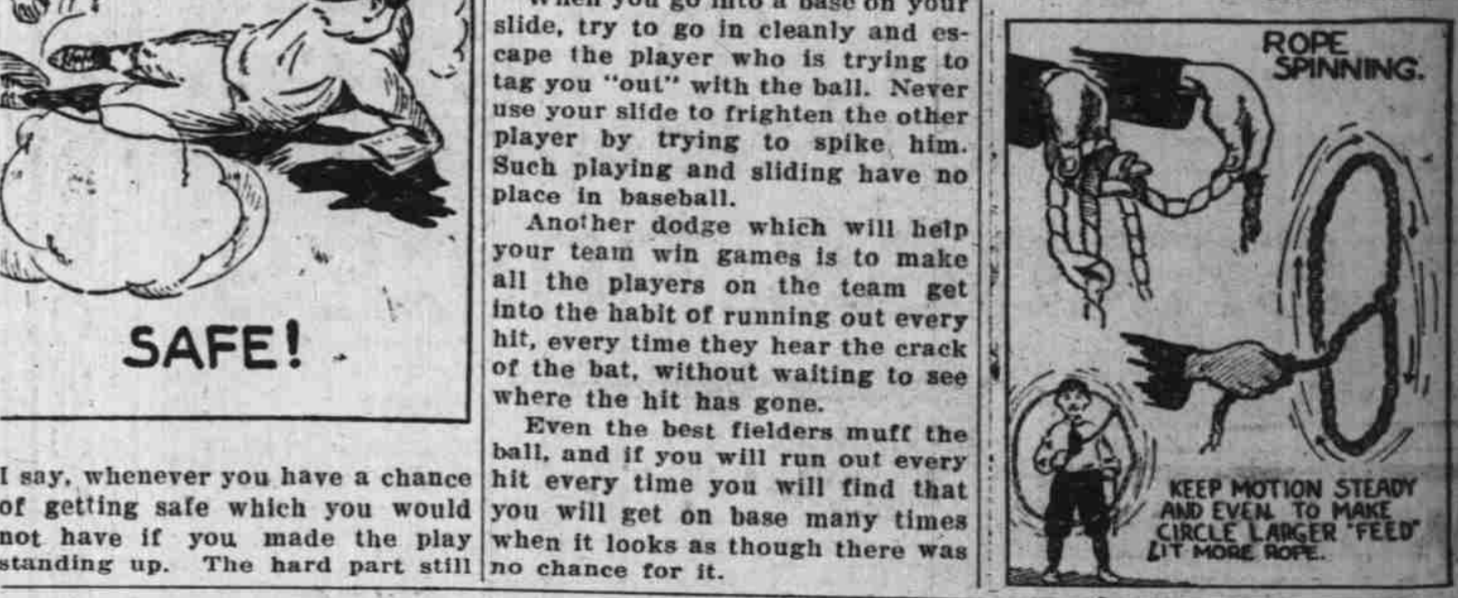 SAFE!
I say, whenever you have a chance
of getting safe which you would
not have if you made the play
standing up. The hard part still
When you go into a base on your
slide, try to go in cleanly and es-
cape the player who is trying to
tag you "out" with the ball. Never
use your slide to frighten the other
player by trying to spike him.
Such playing and sliding have no
place in baseball.
Another dodge which will help
your team win games is to make
all the players on the team get
into the habit of running out every
hit, every time they hear the crack
of the bat, without waiting to see
where the hit has gone.
Even the best fielders muff the
ball, and if you will run out every
hit every time you will find that
you will get on base many times
when it looks as though there was
no chance for it.
ROPE
SPINNING.
KEEP MOTION STEADY
AND EVEN. TO MAKE
CIRCLE LARGER "FEED"
IT MORE ROPE.